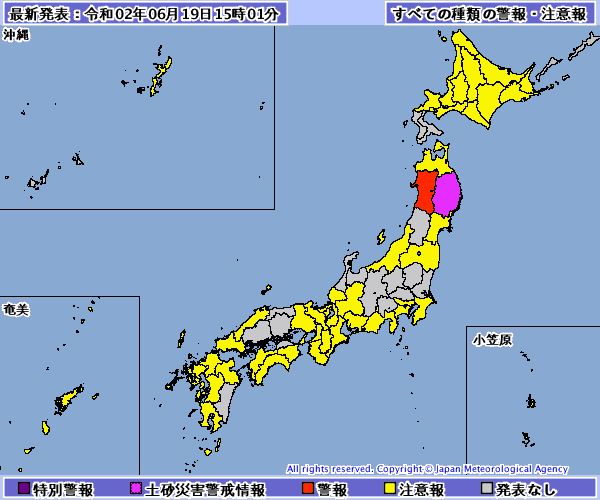 最新発表：令和02年06月19日15時01分
すべての種類の警報・注意報
沖縄
奄美
小笠原
All rights reserved. Copyright © Japan Meteorological Agency
特別警報 土砂災害警戒情報 警報 注意報 発表なし